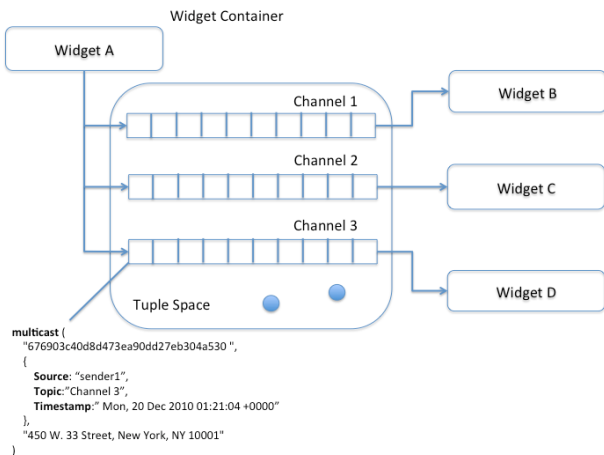 Widget Container
Widget A
Channel 1
Widget B
Channel 2
Widget C
Channel 3
Widget D
Tuple Space
multicast (
"676903c40d8d473ea90dd27eb304a530 ",
{
Source: “sender1”,
Topic:”Channel 3”,
Timestamp:” Mon, 20 Dec 2010 01:21:04 +0000”
},
"450 W. 33 Street, New York, NY 10001"
)